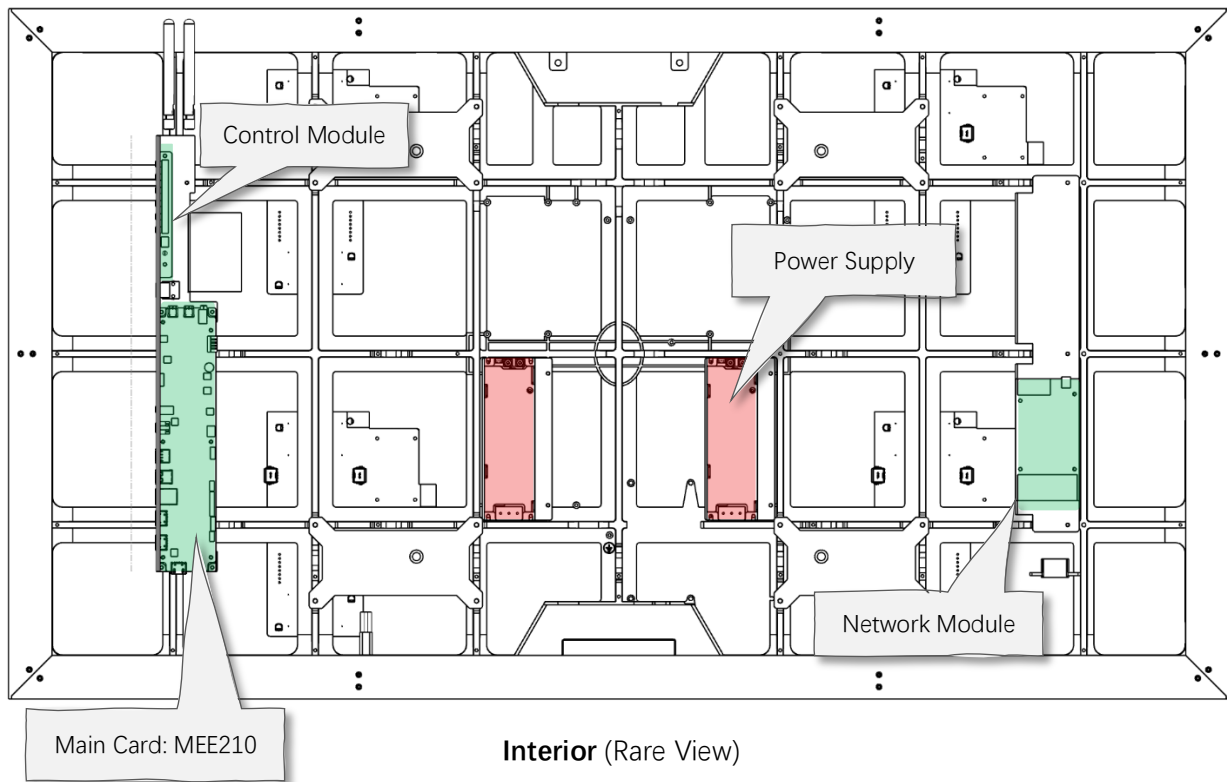 Control Module
Power Supply
Network Module
Main Card: MEE210
Interior (Rare View)